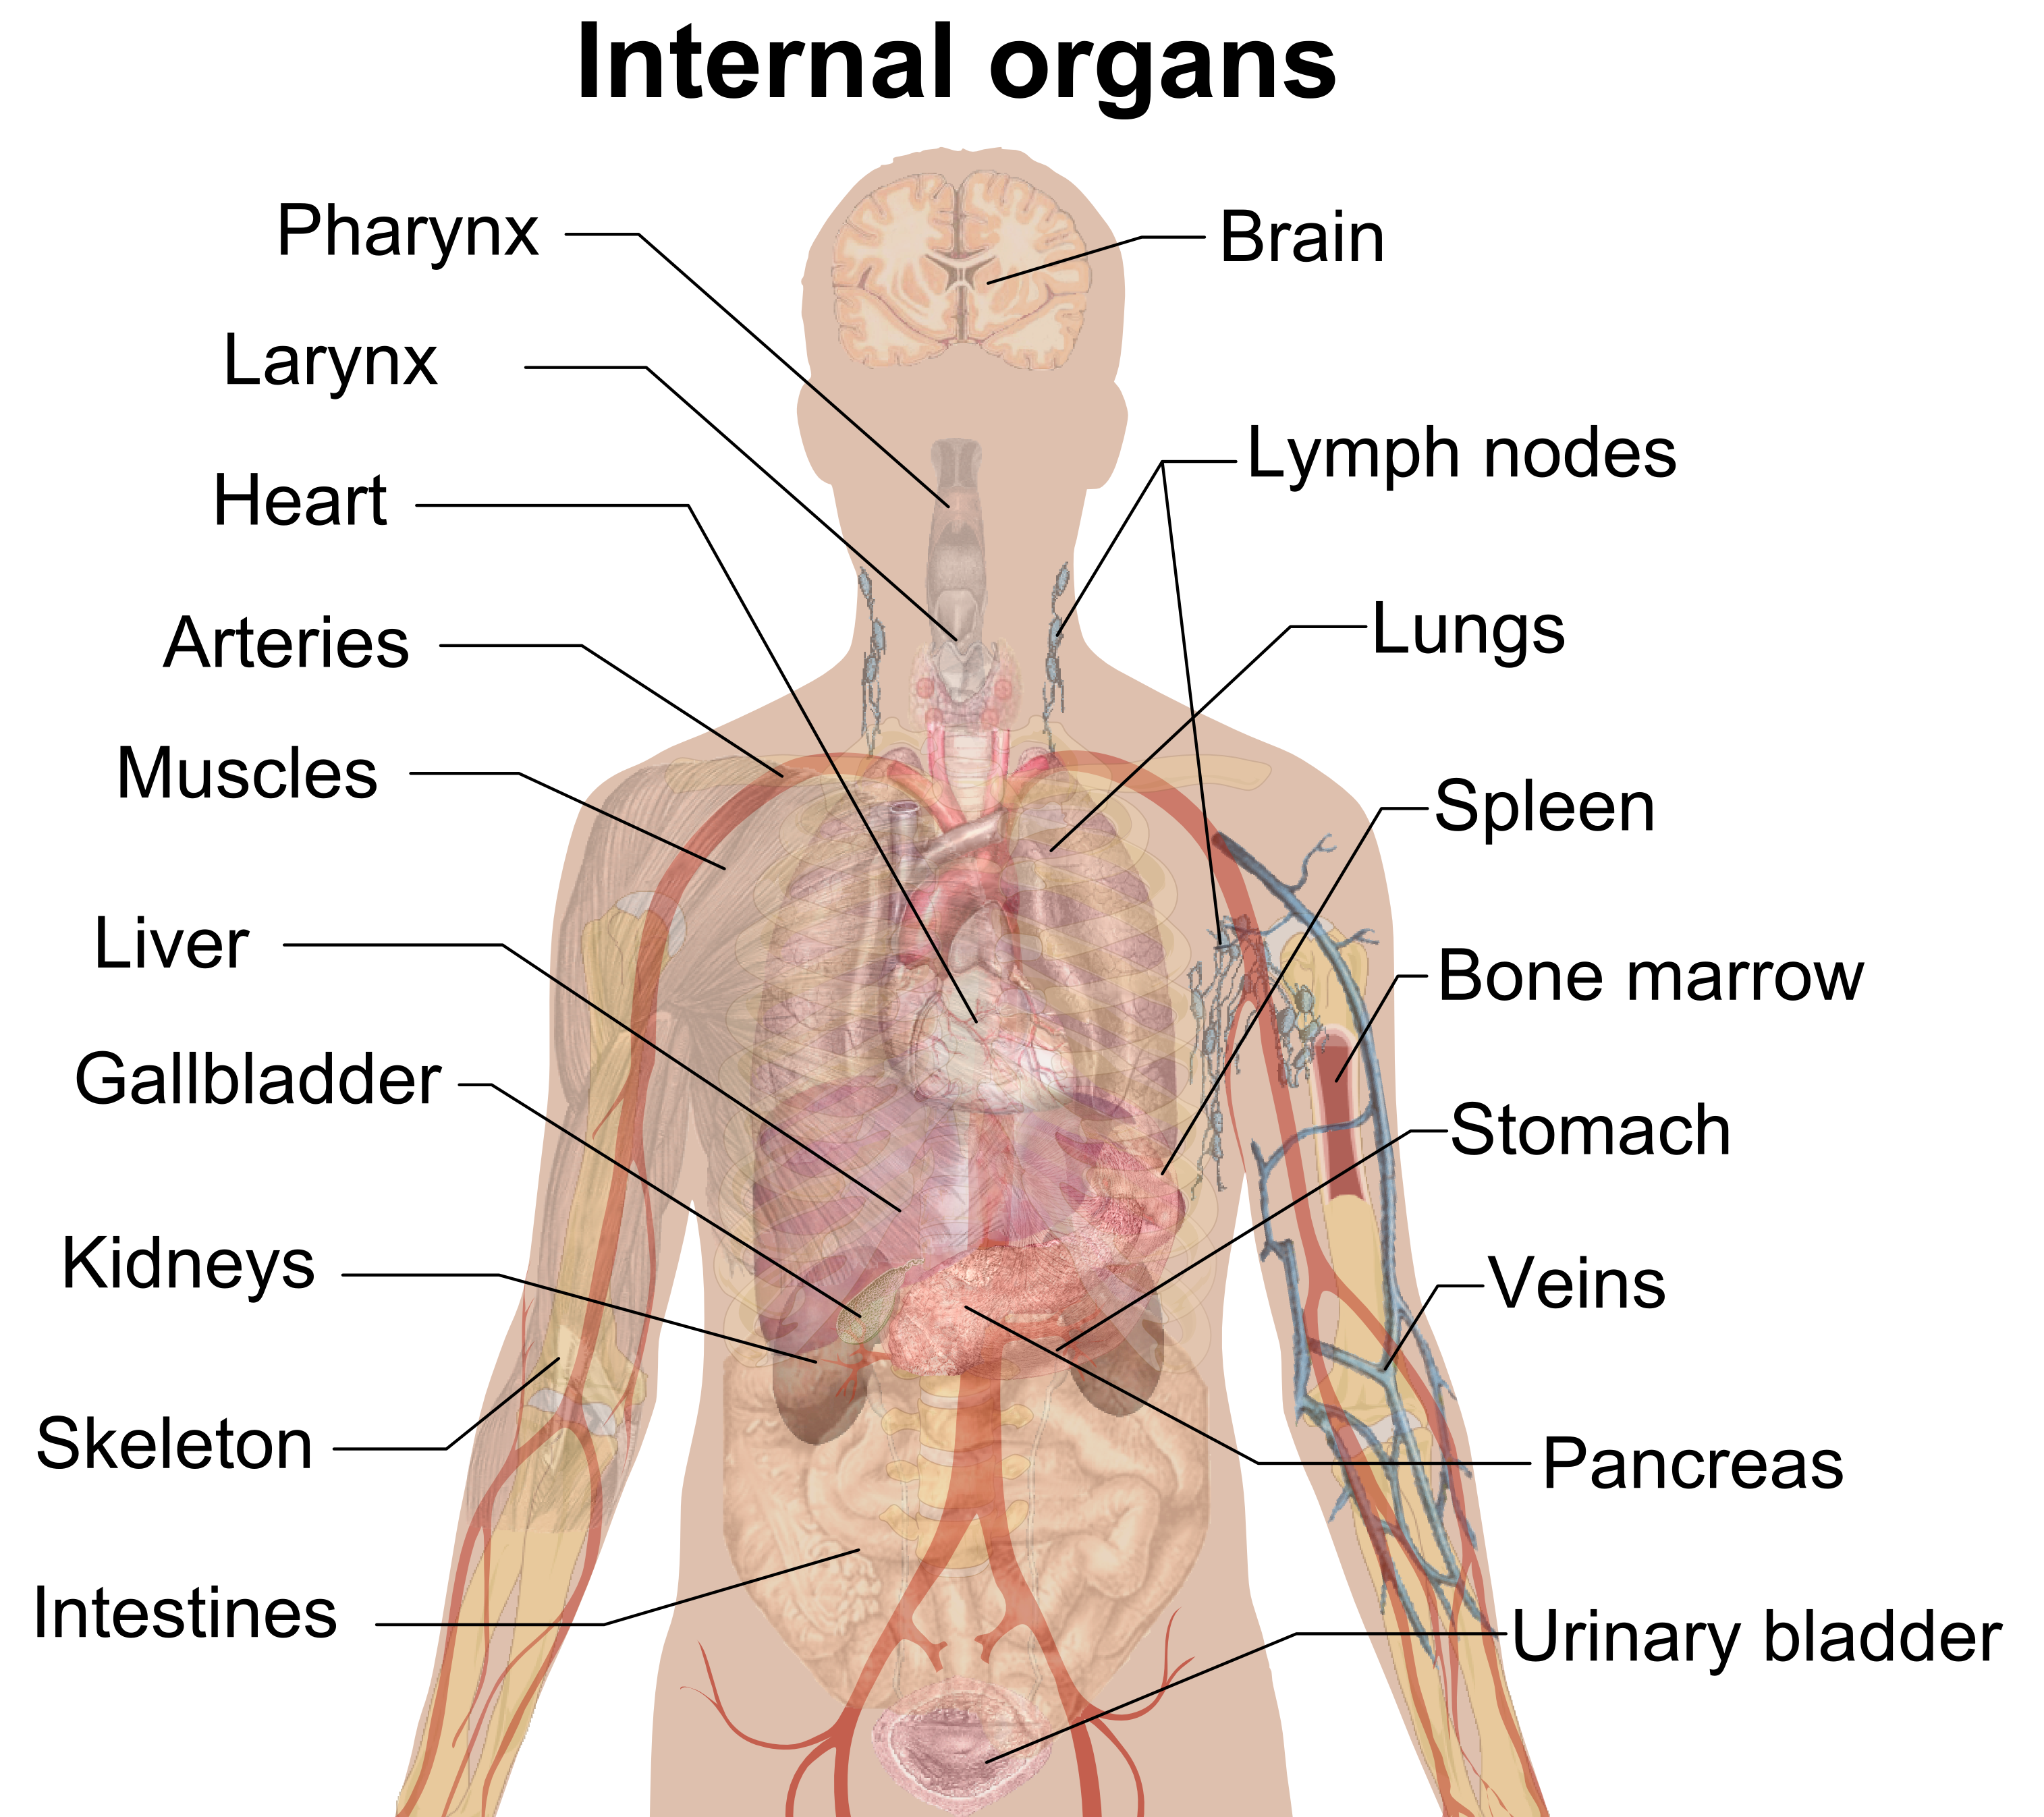 Internal organs
Pharynx
Larynx
Heart
Arteries
Muscles
Liver
Gallbladder
Kidneys
Skeleton
Intestines
Brain
Lymph nodes
Lungs
Spleen
Bone marrow
Stomach
Veins
Pancreas
Urinary bladder